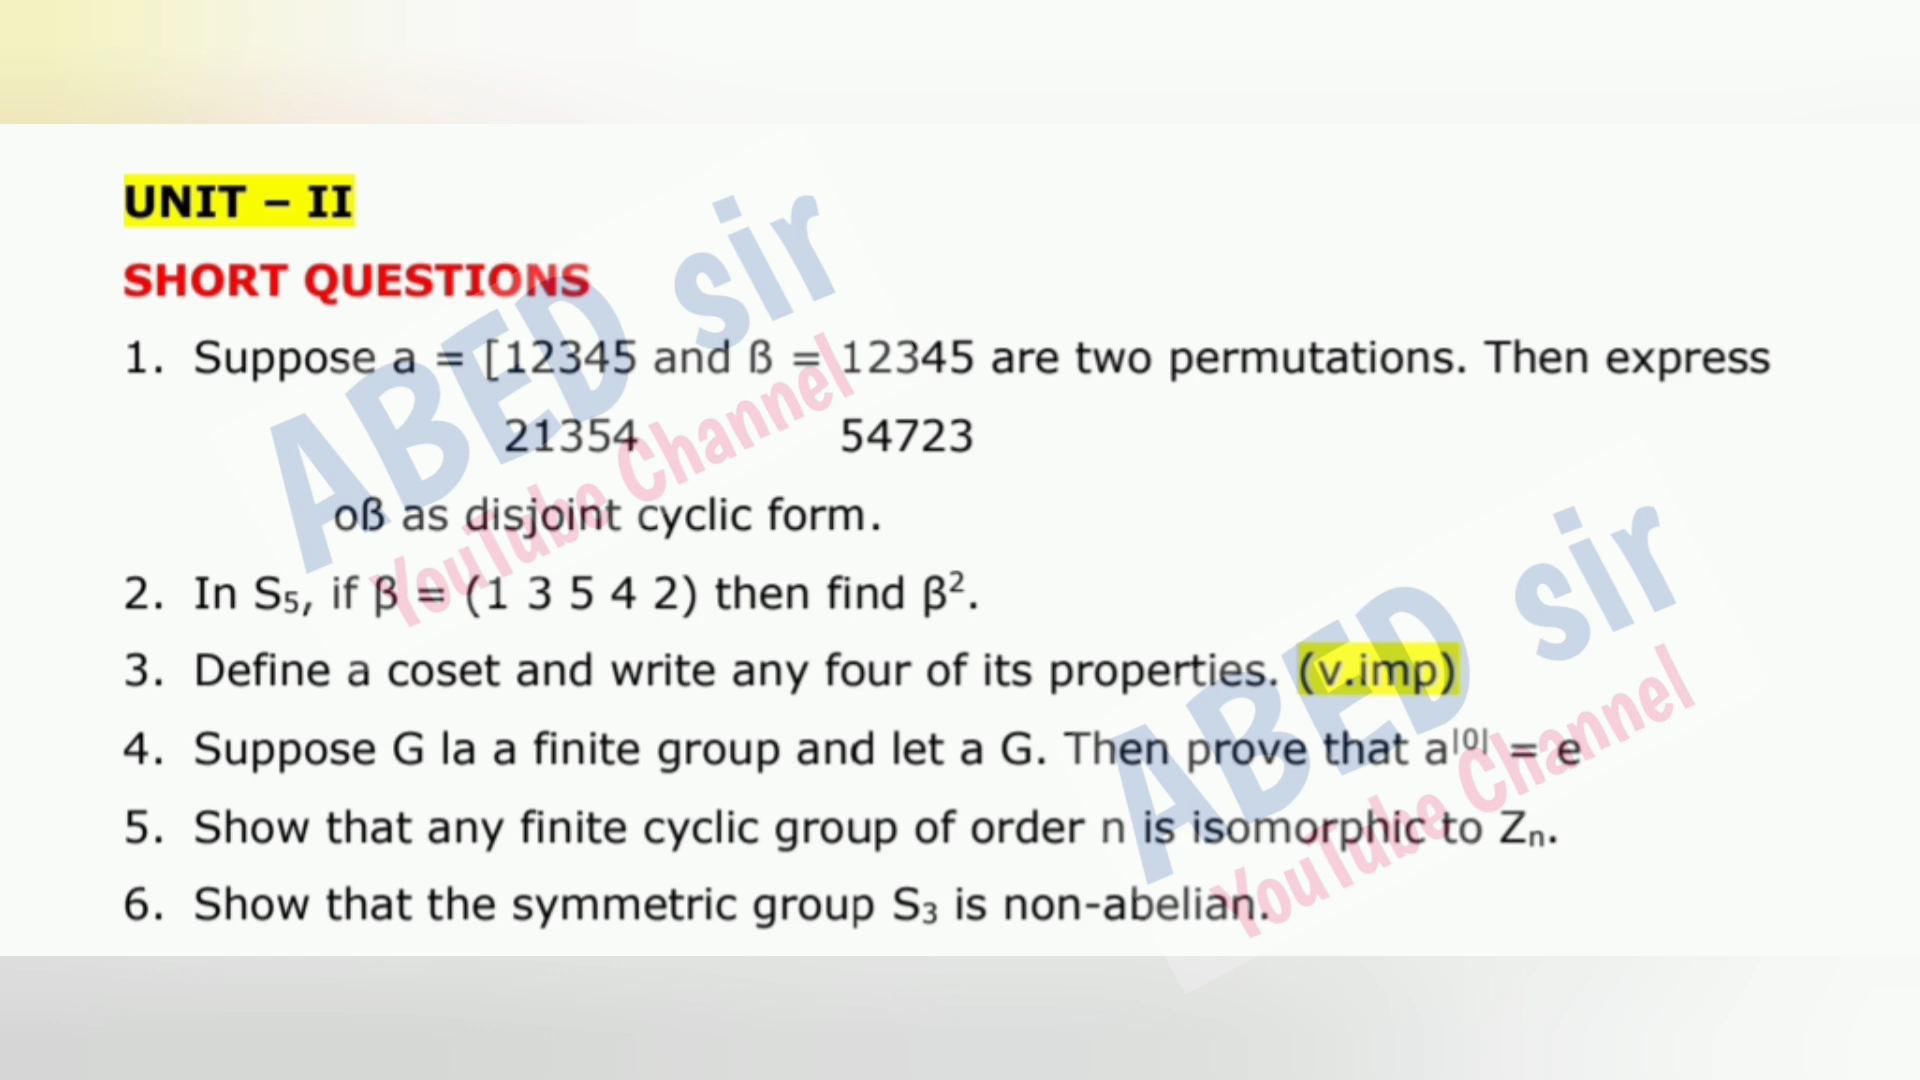 UNIT – II
SHORT QUESTIONS
1. Suppose a = [12345 and ß = 12345 are two permutations. Then express
21354 54723
oß as disjoint cyclic form.
2. In S₅, if β = (1 3 5 4 2) then find β².
3. Define a coset and write any four of its properties. (v.imp)
4. Suppose G la a finite group and let a G. Then prove that a|⁰| = e
5. Show that any finite cyclic group of order n is isomorphic to Zₙ.
6. Show that the symmetric group S₃ is non-abelian.
ABED sir
YouTube Channel
ABED sir
YouTube Channel